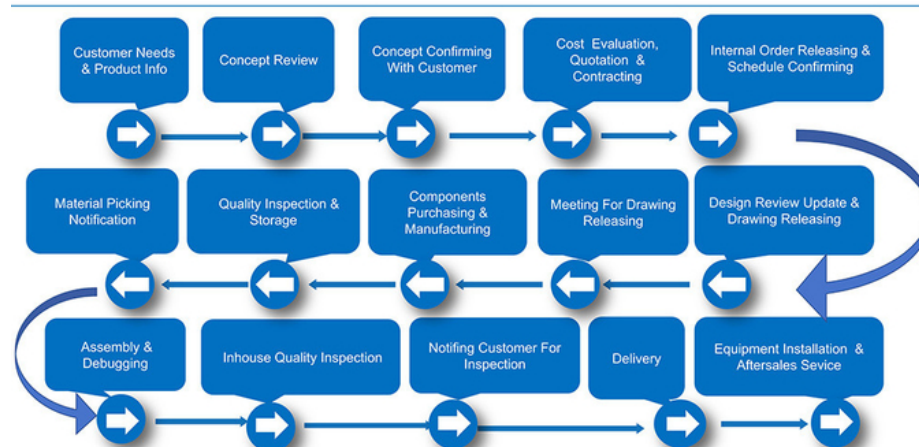 Customer Needs
& Product Info
Concept Review
Concept Confirming
With Customer
Cost Evaluation,
Quotation &
Contracting
Internal Order Releasing &
Schedule Confirming
Material Picking
Notification
Quality Inspection &
Storage
Components
Purchasing &
Manufacturing
Meeting For Drawing
Releasing
Design Review Update &
Drawing Releasing
Assembly &
Debugging
Inhouse Quality Inspection
Notifing Customer For
Inspection
Delivery
Equipment Installation &
Aftersales Sevice